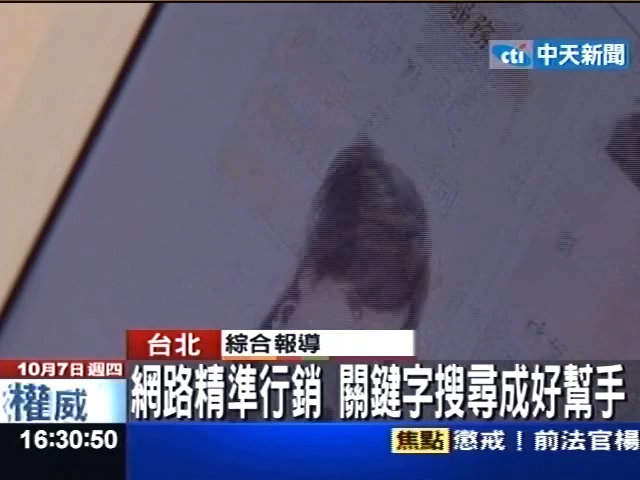 服務
cti 中天新聞
台北 綜合報導
10月7日 週四
網路精準行銷 關鍵字搜尋成好幫手
權威
16:30:50
焦點 懲戒！前法官楊